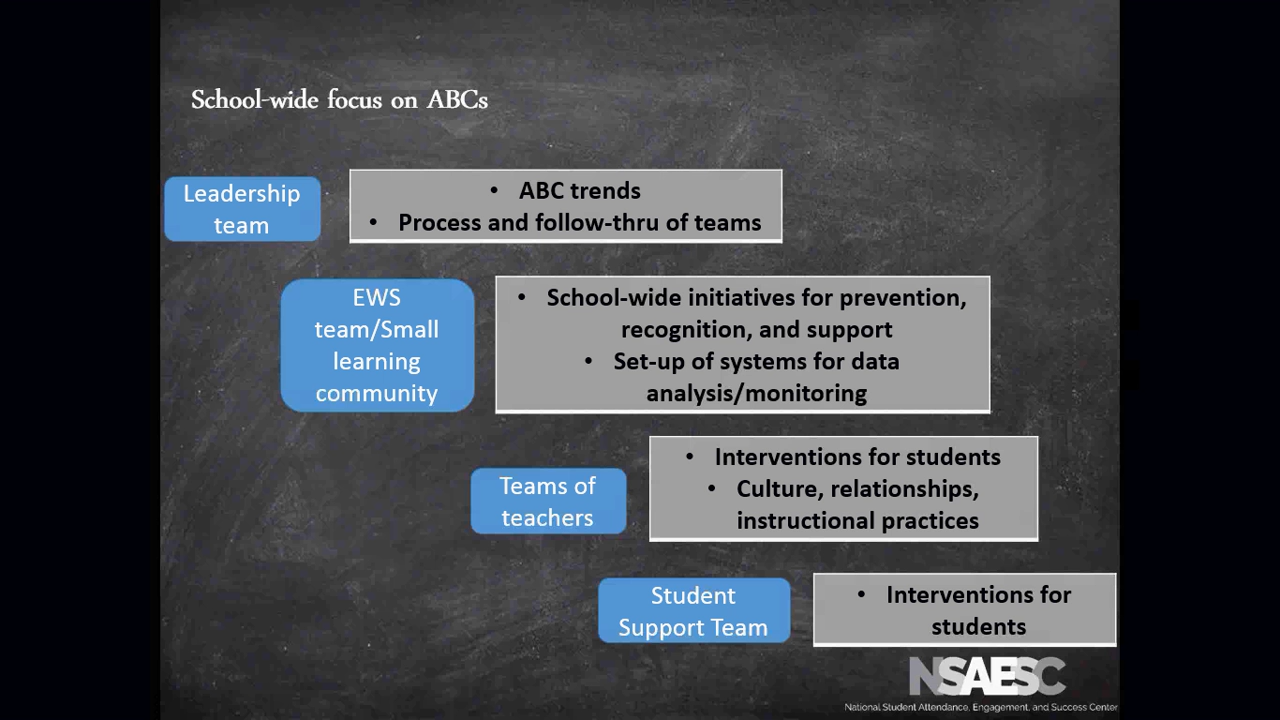 School-wide focus on ABCs
Leadership
team
• ABC trends
• Process and follow-thru of teams
EWS
team/Small
learning
community
• School-wide initiatives for prevention,
recognition, and support
• Set-up of systems for data
analysis/monitoring
Teams of
teachers
• Interventions for students
• Culture, relationships,
instructional practices
Student
Support Team
• Interventions for
students
NSAESC
National Student Attendance, Engagement, and Success Center